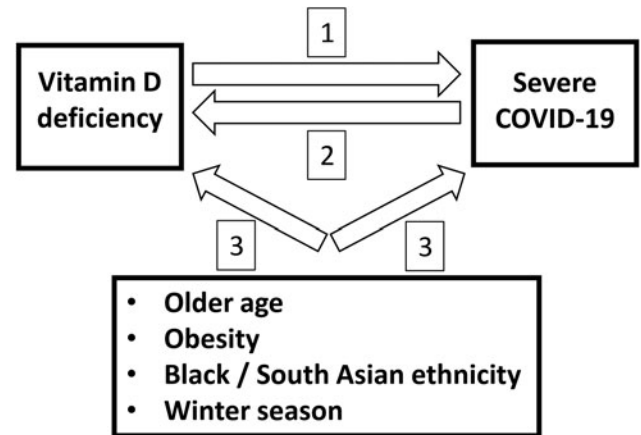 1
Vitamin D
deficiency
Severe
COVID-19
2
3
3
• Older age
• Obesity
• Black / South Asian ethnicity
• Winter season